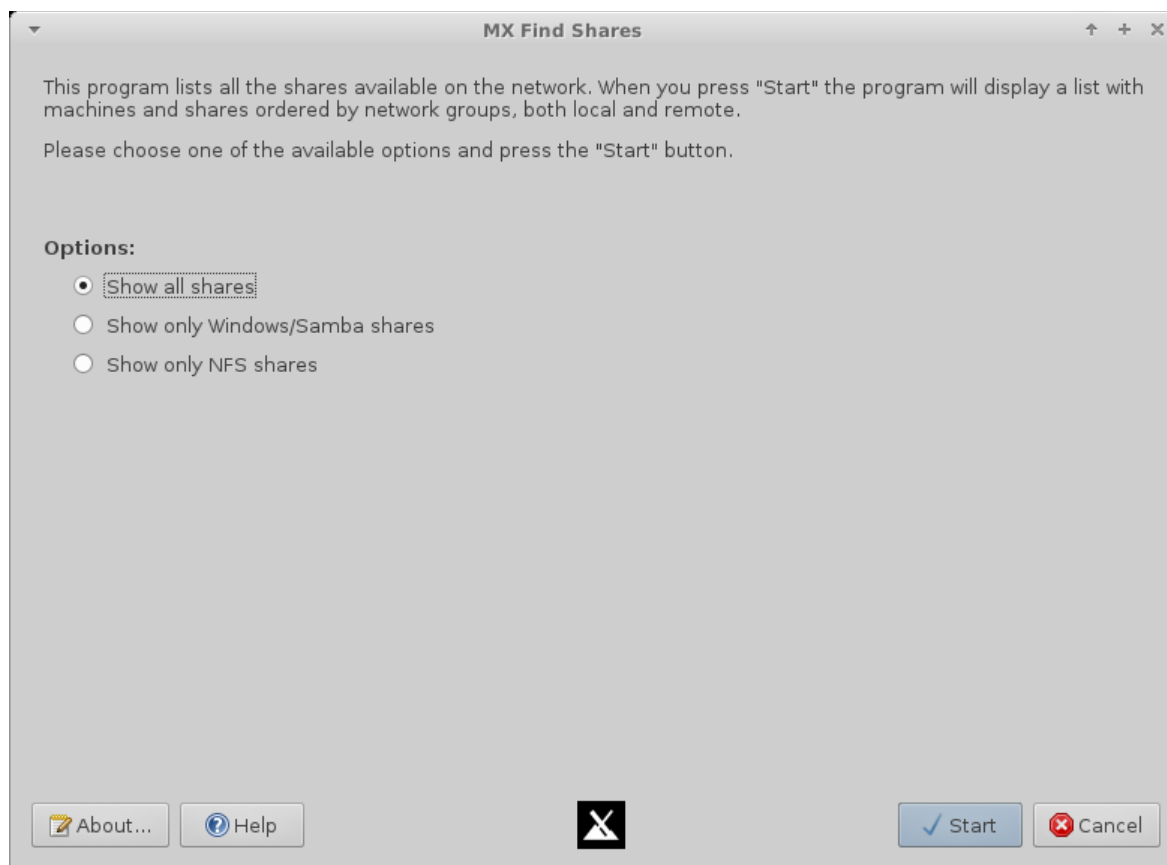 MX Find Shares
This program lists all the shares available on the network. When you press "Start" the program will display a list with
machines and shares ordered by network groups, both local and remote.
Please choose one of the available options and press the "Start" button.
Options:
Show all shares
Show only Windows/Samba shares
Show only NFS shares
About...
Help
Start
Cancel